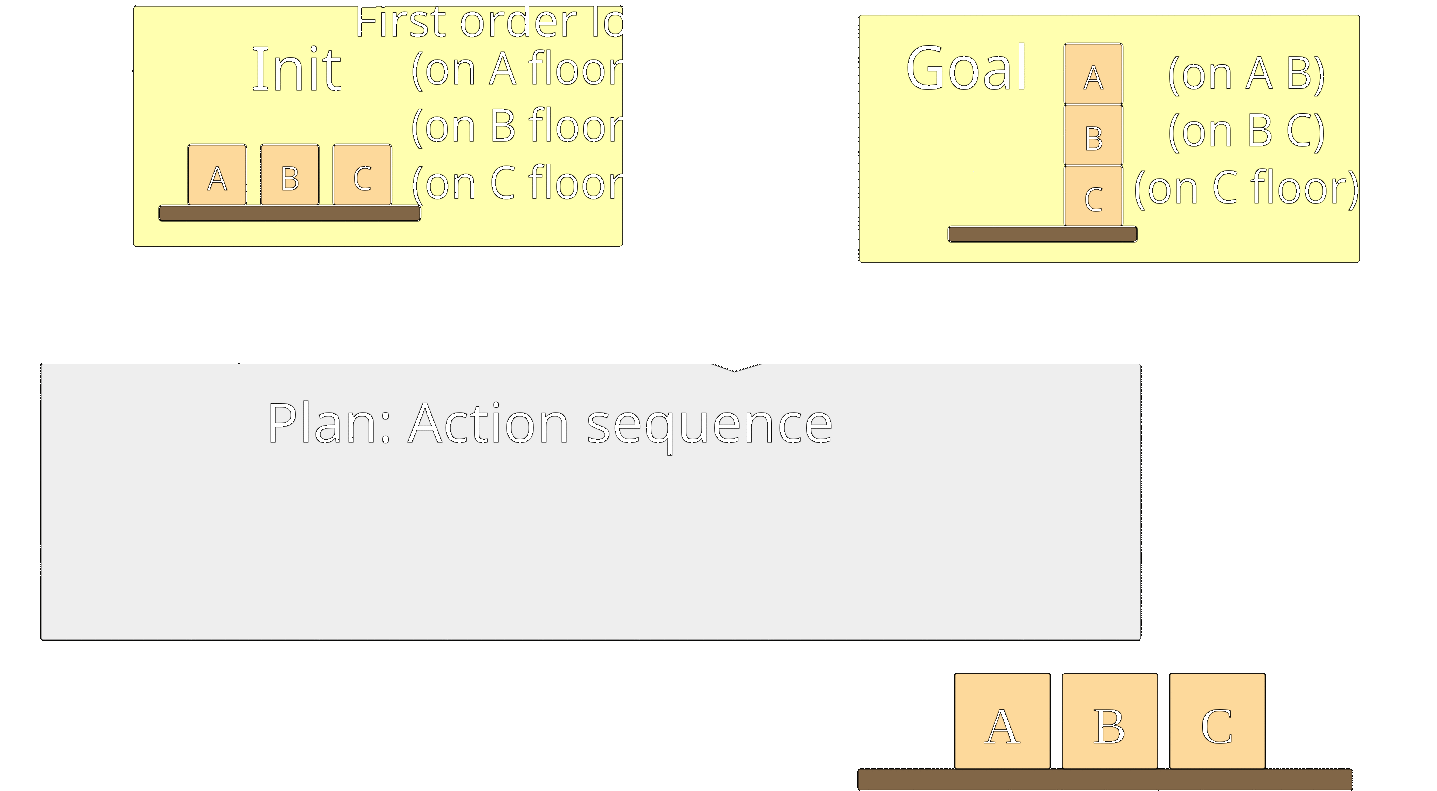 First order lo
Init
(on A floor
(on B floor
(on C floor
A B C
Goal
(on A B)
(on B C)
(on C floor)
A
B
C
Plan: Action sequence
A B C